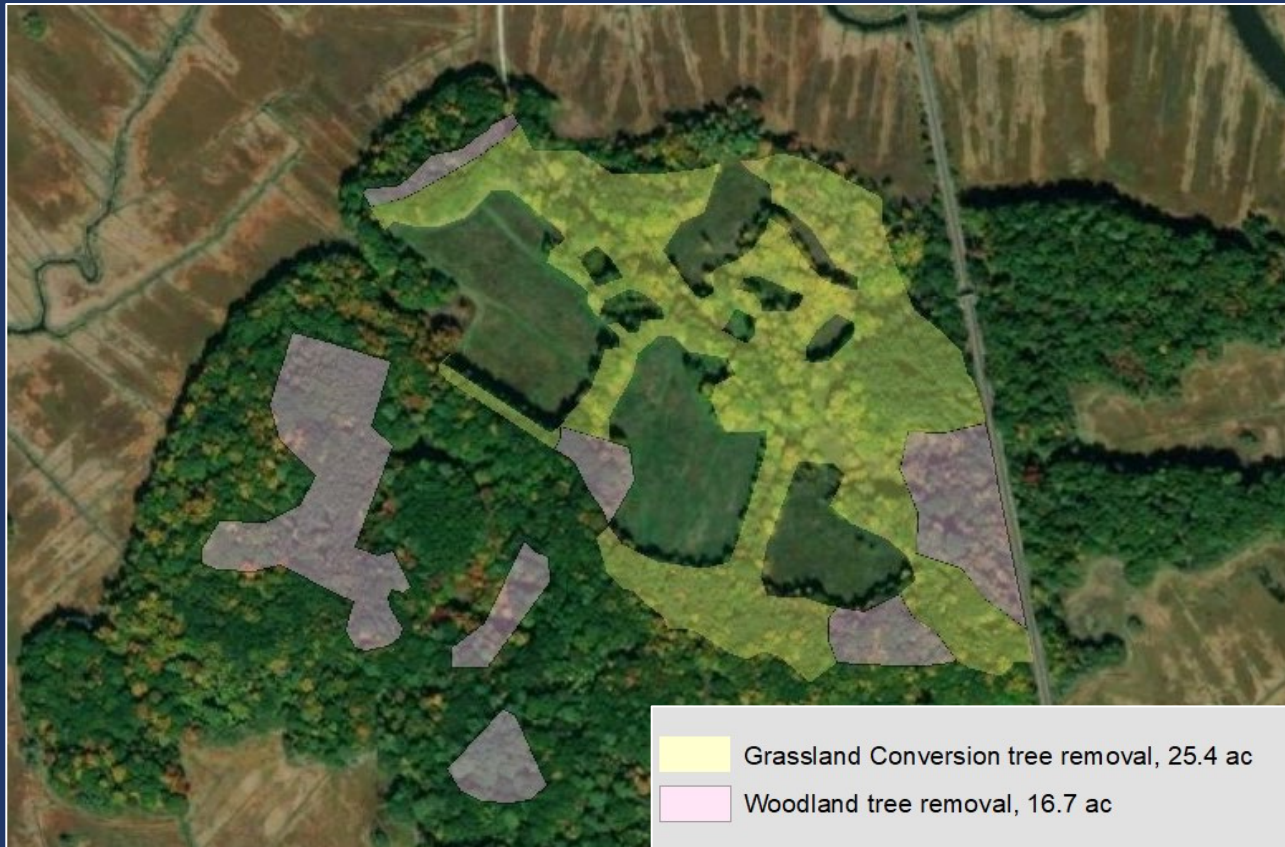 Grassland Conversion tree removal, 25.4 ac
Woodland tree removal, 16.7 ac